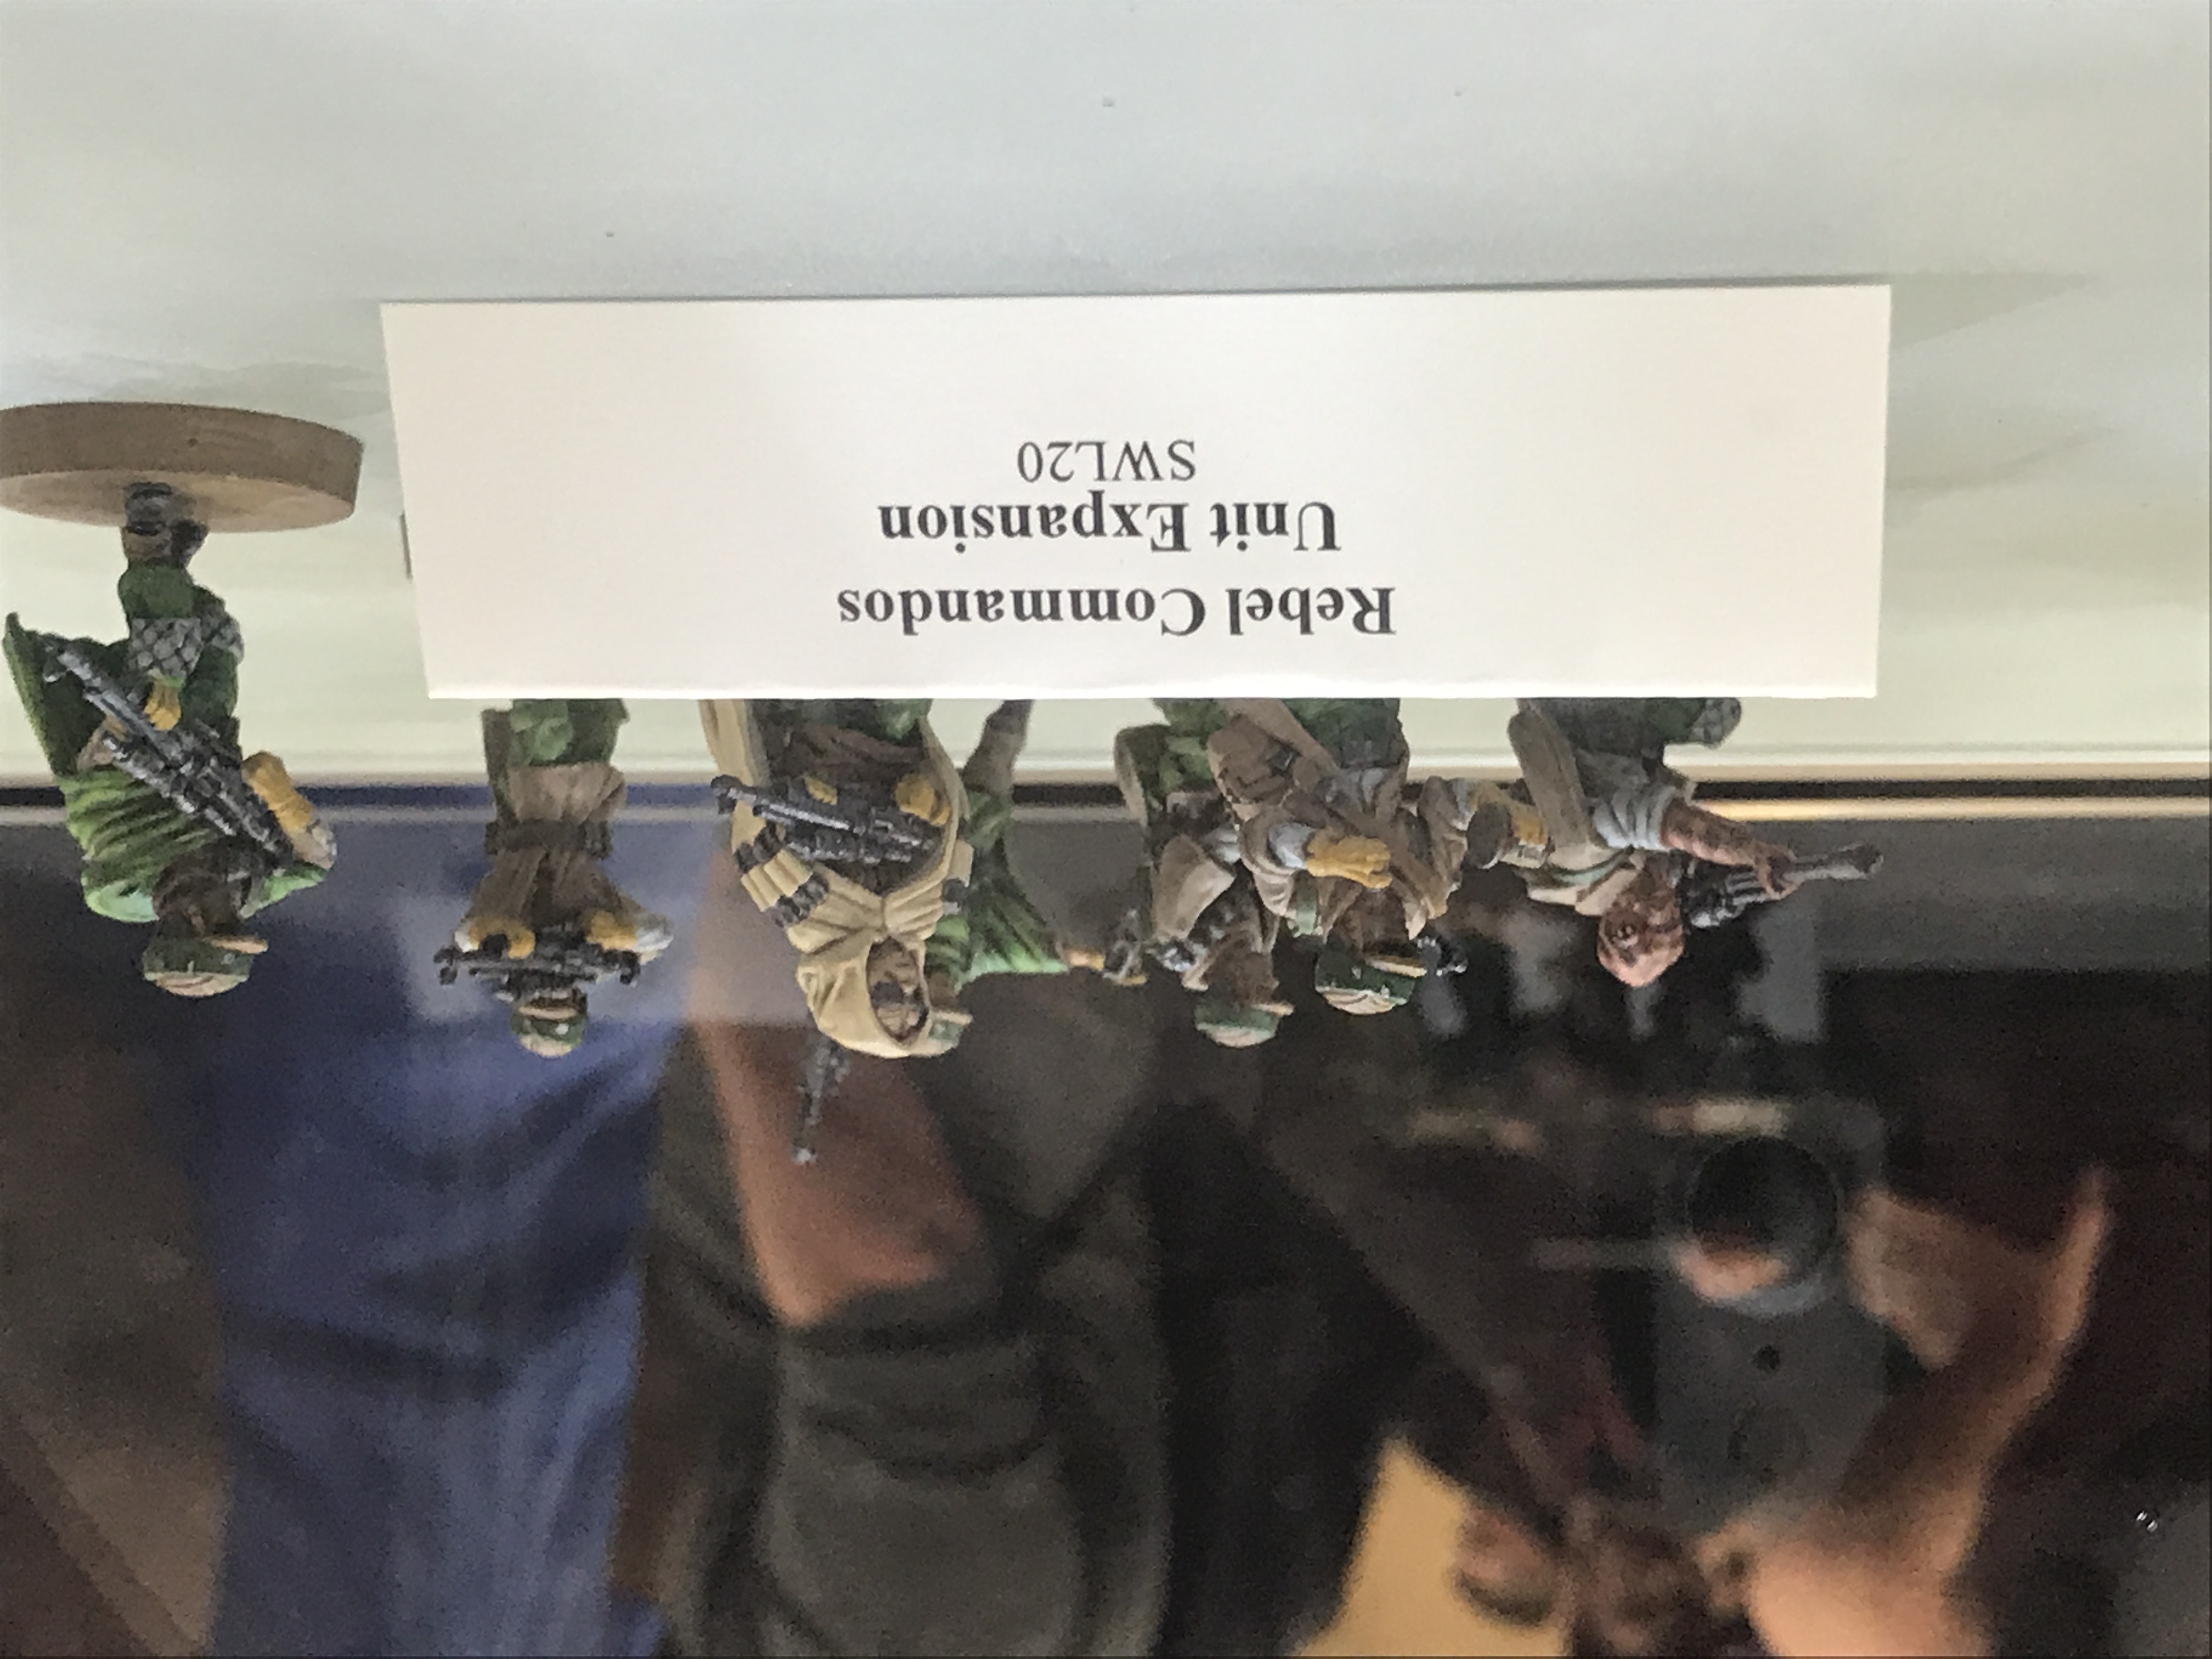 Rebel Commandos
Unit Expansion
SWL20